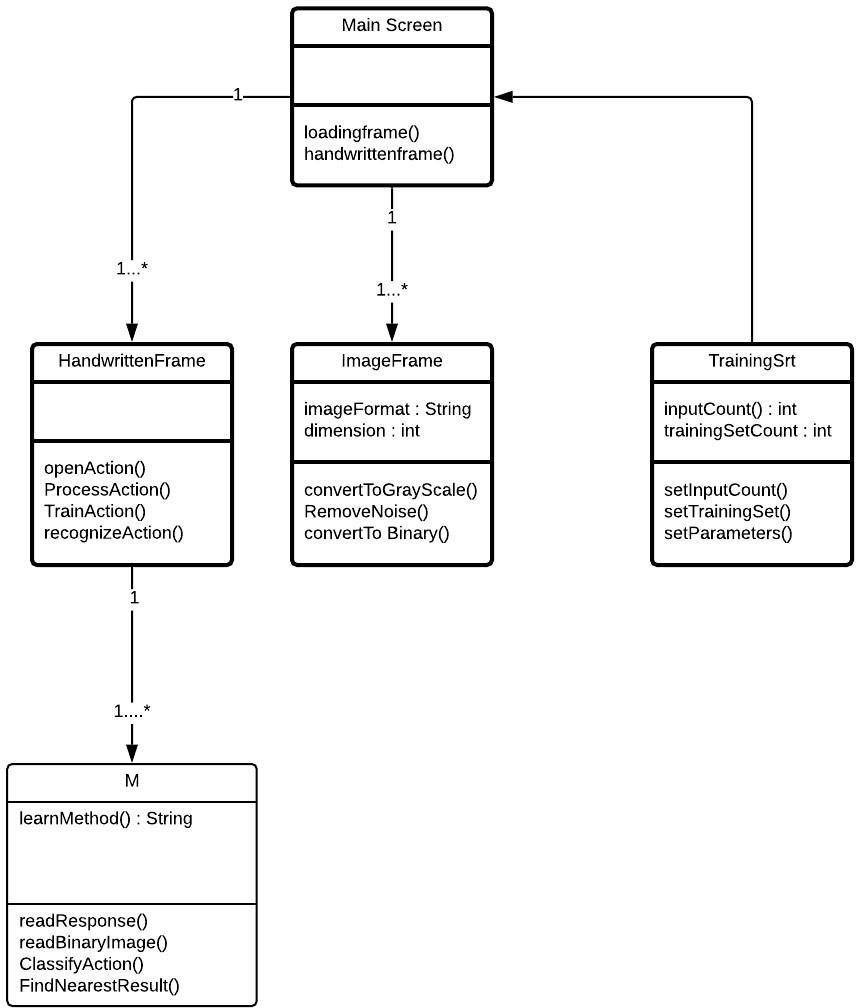 Main Screen
loadingframe()
handwrittenframe()
1
1
1...*
1...*
HandwrittenFrame
openAction()
ProcessAction()
TrainAction()
recognizeAction()
ImageFrame
imageFormat : String
dimension : int
convertToGrayScale()
RemoveNoise()
convertTo Binary()
TrainingSrt
inputCount() : int
trainingSetCount : int
setInputCount()
setTrainingSet()
setParameters()
1
1....*
M
learnMethod() : String
readResponse()
readBinaryImage()
ClassifyAction()
FindNearestResult()